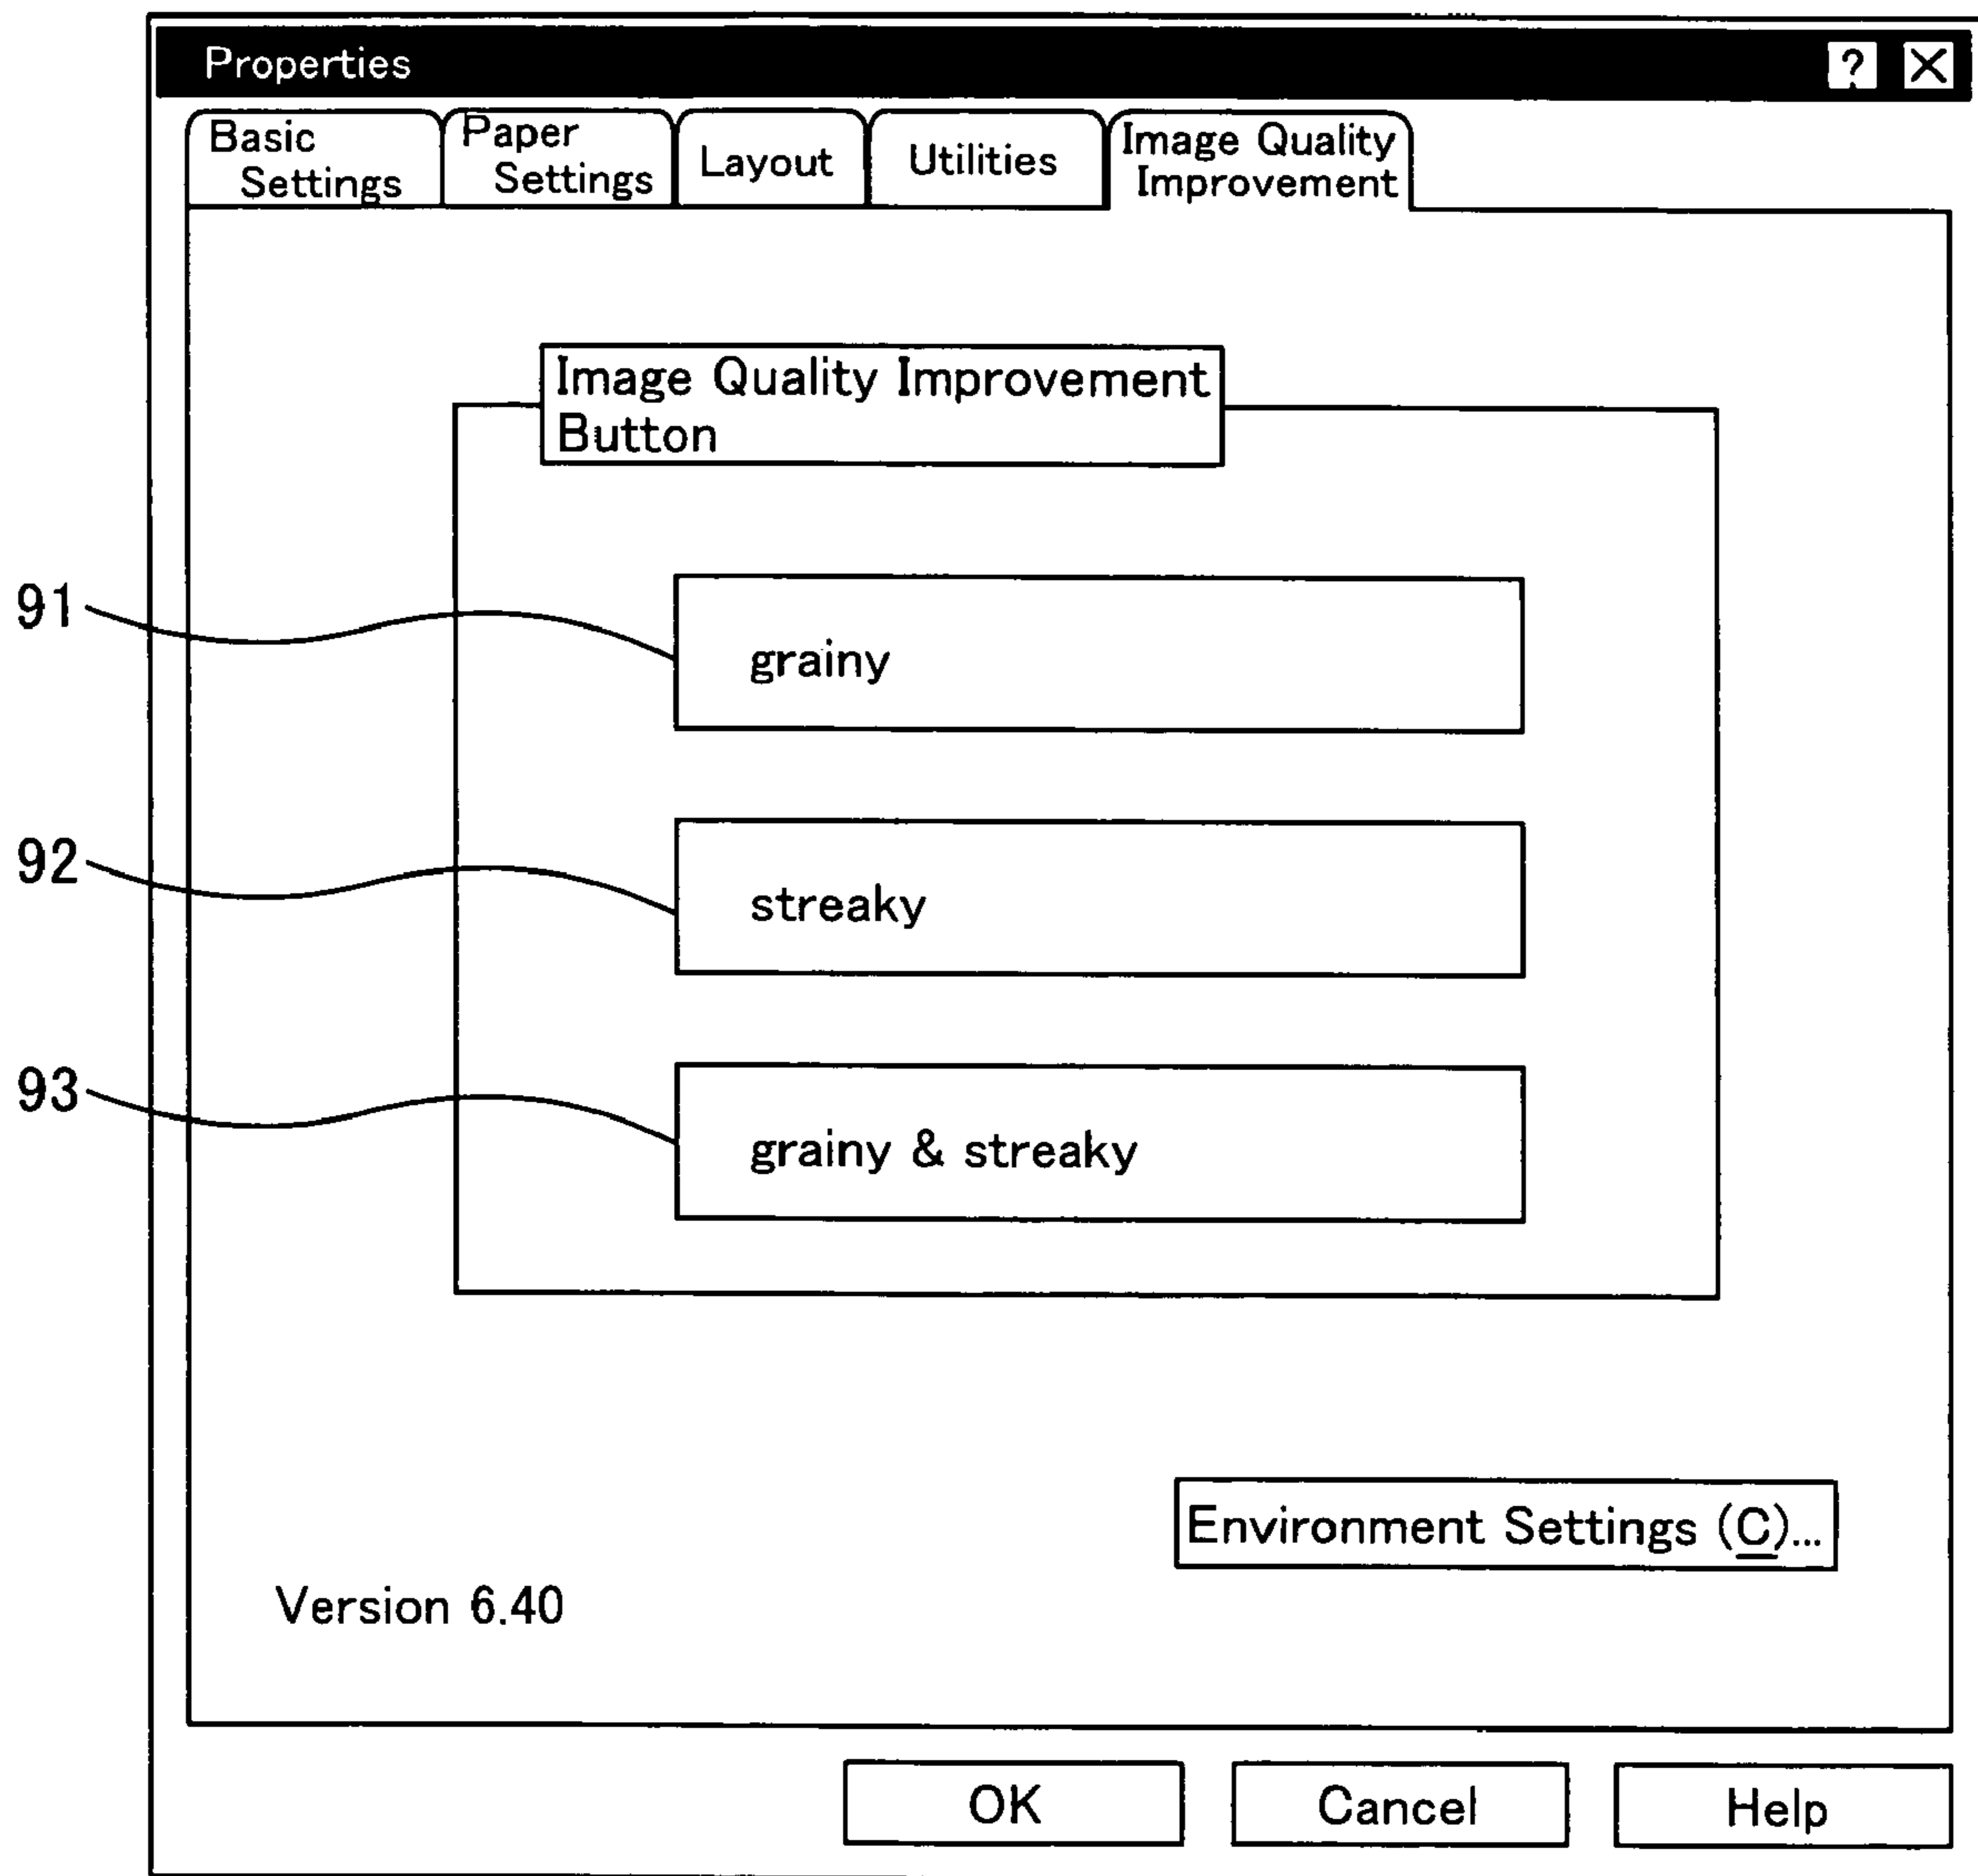 Properties ? X
Basic
Settings
Paper
Settings
Layout
Utilities
Image Quality
Improvement
Image Quality Improvement
Button
91
grainy
92
streaky
93
grainy & streaky
Environment Settings (C)...
Version 6.40
OK
Cancel
Help